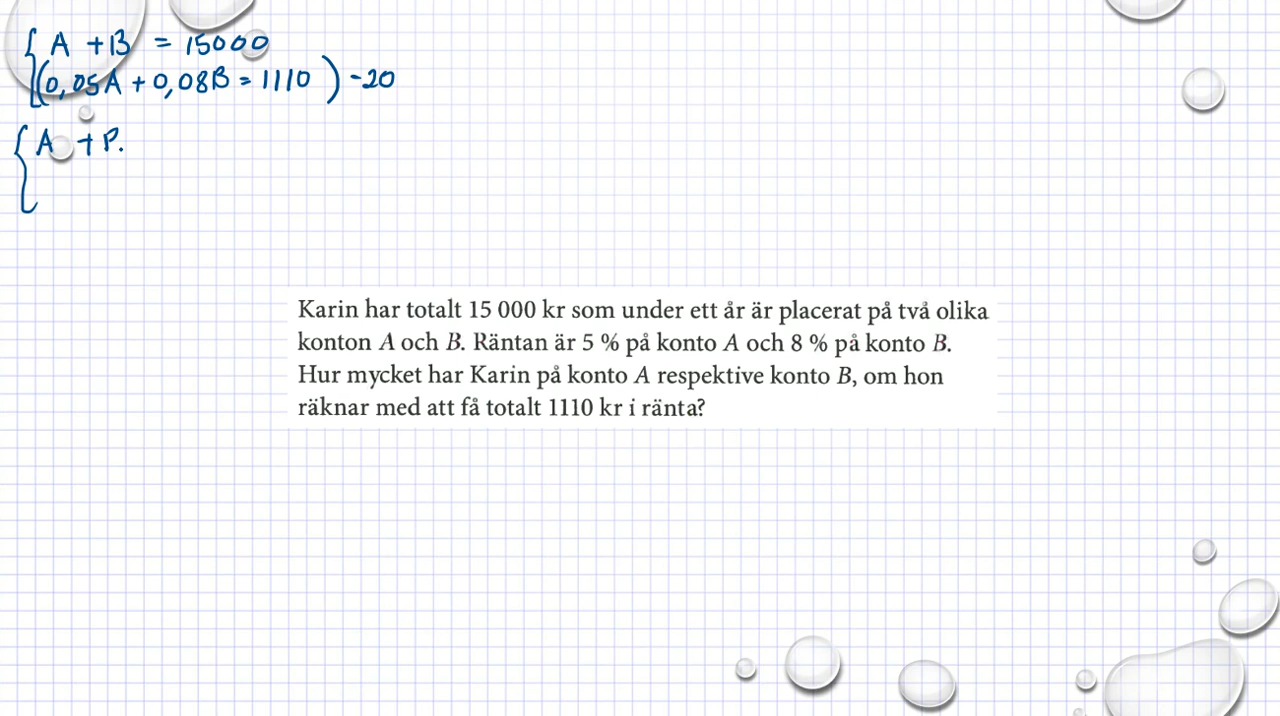 A + B = 15000
(0,05A + 0,08B = 1110) -20
A + P.
Karin har totalt 15 000 kr som under ett år är placerat på två olika
konton A och B. Räntan är 5 % på konto A och 8 % på konto B.
Hur mycket har Karin på konto A respektive konto B, om hon
räknar med att få totalt 1110 kr i ränta?